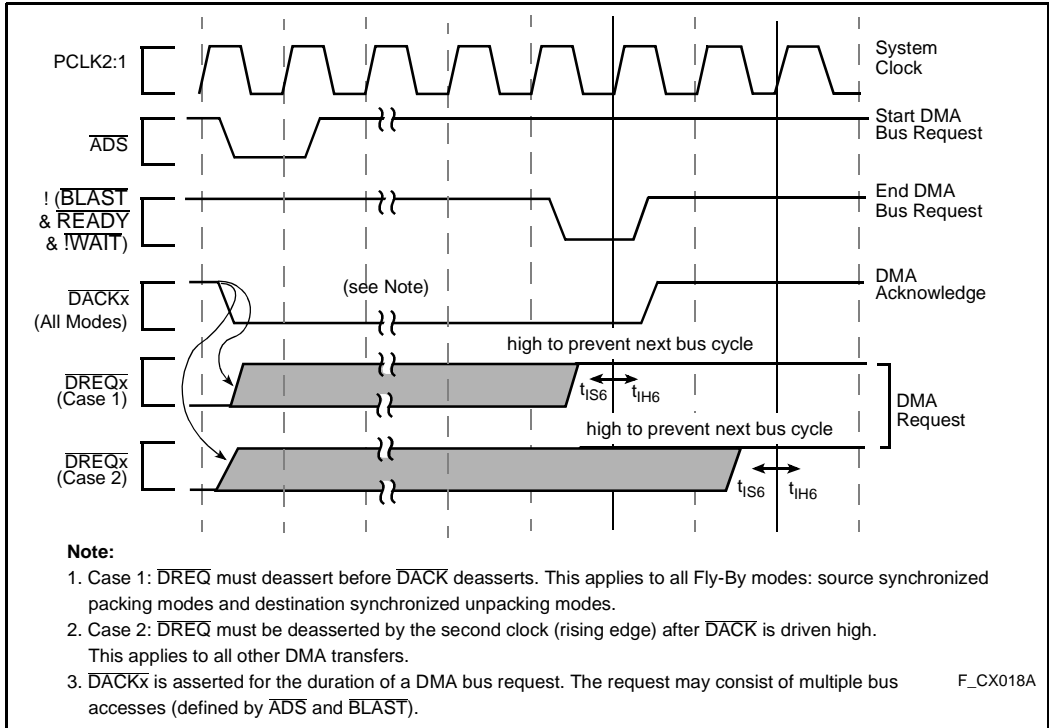 PCLK2:1
System
Clock
ADS
Start DMA
Bus Request
! (BLAST
& READY
& !WAIT)
End DMA
Bus Request
DACKx
(All Modes)
(see Note)
DMA
Acknowledge
high to prevent next bus cycle
DREQx
(Case 1)
tIS6
tIH6
DMA
Request
high to prevent next bus cycle
DREQx
(Case 2)
tIS6
tIH6
Note:
1. Case 1: DREQ must deassert before DACK deasserts. This applies to all Fly-By modes: source synchronized
packing modes and destination synchronized unpacking modes.
2. Case 2: DREQ must be deasserted by the second clock (rising edge) after DACK is driven high.
This applies to all other DMA transfers.
3. DACKx is asserted for the duration of a DMA bus request. The request may consist of multiple bus
accesses (defined by ADS and BLAST).
F_CX018A